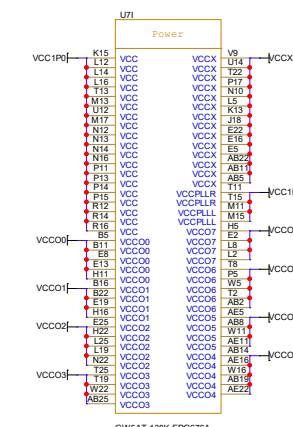 U7I
Power
VCC1P0 K15 VCC VCCX V9 VCCX
L12 VCC VCCX U14
L14 VCC VCCX T22
L16 VCC VCCX P17
T13 VCC VCCX N10
M13 VCC VCCX L5
U12 VCC VCCX K13
M17 VCC VCCX J18
N12 VCC VCCX E22
N13 VCC VCCX E16
N14 VCC VCCX E5
N16 VCC VCCX AB22
P11 VCC VCCX AB11
P13 VCC VCCX AB5
P14 VCC VCCPLLR T11
P15 VCC VCCPLLR T15
R12 VCC VCCPLLL M11
R14 VCC VCCPLLL M15
R16 VCC VCCO7 H5
VCCO0 B5 VCCO0 VCCO7 E2
B11 VCCO0 VCCO7 L8
E8 VCCO0 VCCO7 L2
E13 VCCO0 VCCO6 T8
H11 VCCO0 VCCO6 P5
VCCO1 B16 VCCO1 VCCO6 W5
B22 VCCO1 VCCO6 T2
E19 VCCO1 VCCO6 AB2
H16 VCCO1 VCCO5 AE5
VCCO2 E25 VCCO2 VCCO5 AB8
H22 VCCO2 VCCO5 W11
L25 VCCO2 VCCO5 AE11
L19 VCCO2 VCCO4 AB14
N22 VCCO2 VCCO4 AE16
VCCO3 T25 VCCO3 VCCO4 W16
T19 VCCO3 VCCO4 AB19
W22 VCCO3 VCCO4 AE22
AB25 VCCO3